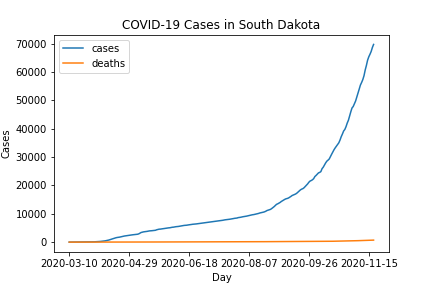 COVID-19 Cases in South Dakota
cases
deaths
70000
60000
50000
40000
30000
20000
10000
0
Cases
2020-03-10 2020-04-29 2020-06-18 2020-08-07 2020-09-26 2020-11-15
Day